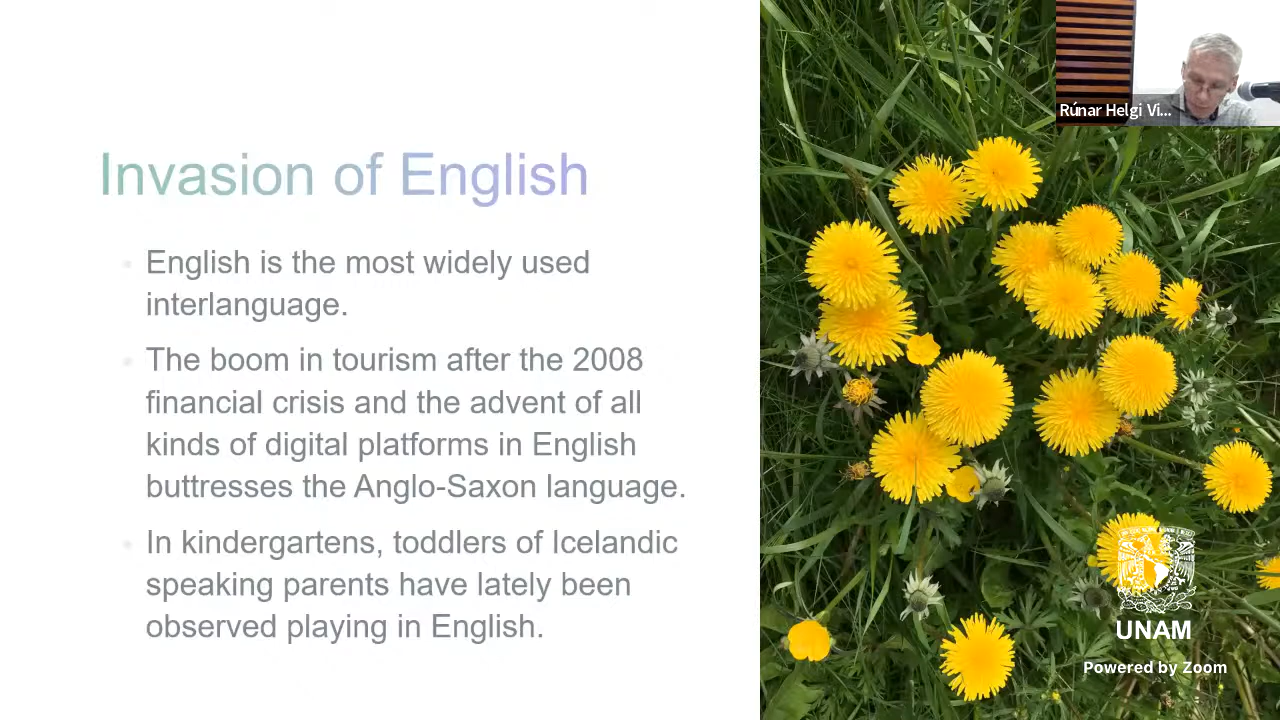 Rúnar Helgi Vi...
Invasion of English
English is the most widely used
interlanguage.
The boom in tourism after the 2008
financial crisis and the advent of all
kinds of digital platforms in English
buttresses the Anglo-Saxon language.
In kindergartens, toddlers of Icelandic
speaking parents have lately been
observed playing in English.
UNAM
Powered by Zoom